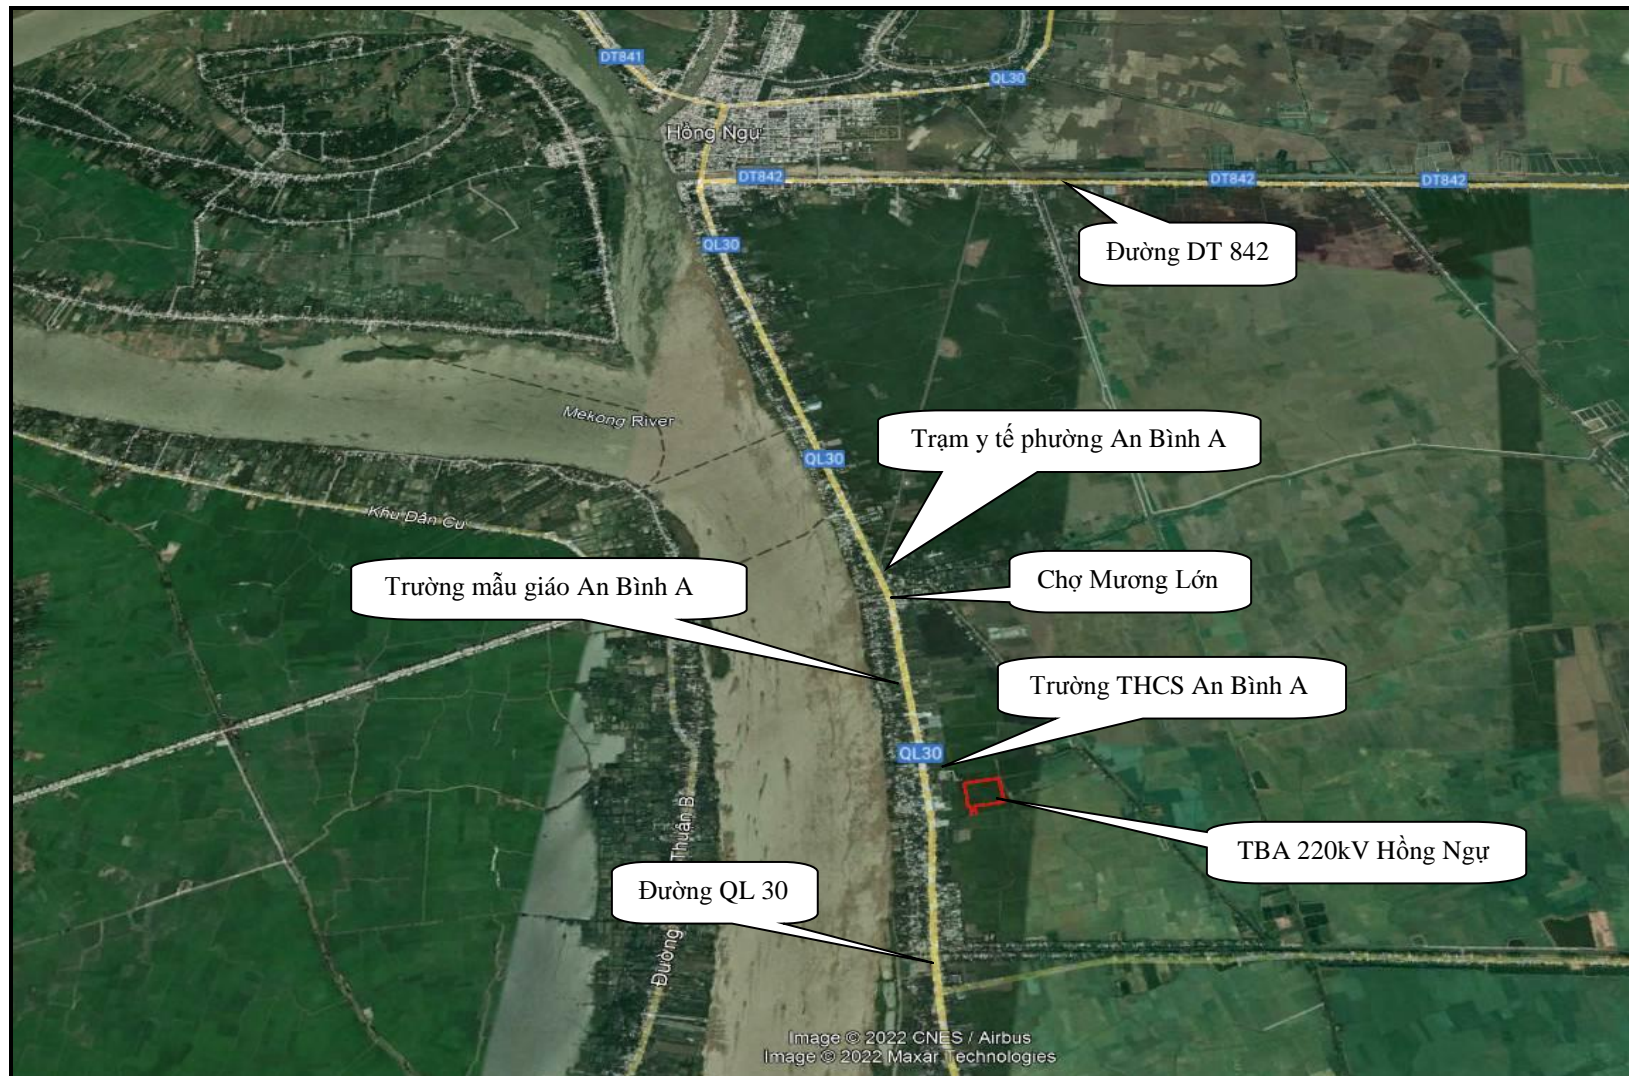 DT841
QL30
Hồng Ngự
DT842
DT842
DT842
QL30
Đường DT 842
Mekong River
Trạm y tế phường An Bình A
QL30
Khu Dân Cư
Trường mẫu giáo An Bình A
Chợ Mương Lớn
Trường THCS An Bình A
QL30
TBA 220kV Hồng Ngự
Đường QL 30
Đường
Thuấn B
Image © 2022 CNES / Airbus
Image © 2022 Maxar Technologies